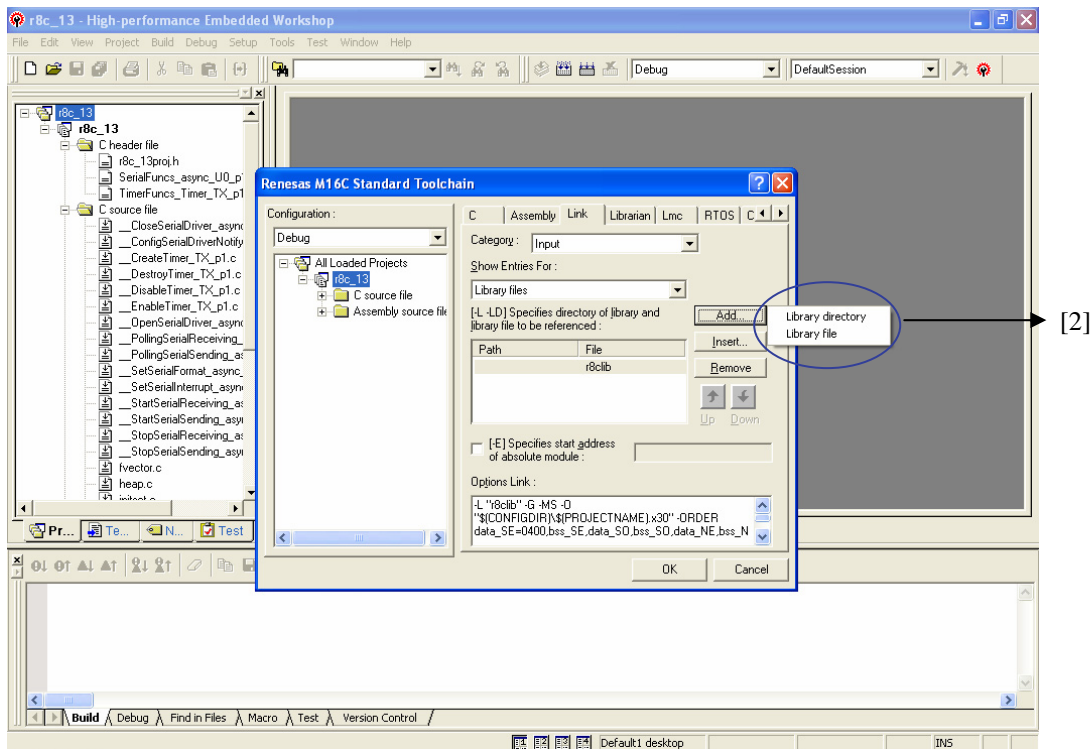 r8c_13 - High-performance Embedded Workshop
File Edit View Project Build Debug Setup Tools Test Window Help
Debug
DefaultSession
r8c_13
r8c_13
C header file
r8c_13proj.h
SerialFuncs_async_U0_p
TimerFuncs_Timer_TX_p1
C source file
__CloseSerialDriver_async
__ConfigSerialDriverNotify
__CreateTimer_TX_p1.c
__DestroyTimer_TX_p1.c
__DisableTimer_TX_p1.c
__EnableTimer_TX_p1.c
__OpenSerialDriver_async
__PollingSerialReceiving_
__PollingSerialSending_as
__SetSerialFormat_async_
__SetSerialInterrupt_async
__StartSerialReceiving_as
__StartSerialSending_asy
__StopSerialReceiving_as
__StopSerialSending_asy
fvector.c
heap.c
Pr... Te... N... Test
Renesas M16C Standard Toolchain
Configuration :
Debug
All Loaded Projects
r8c_13
C source file
Assembly source file
C Assembly Link Librarian Lmc RTOS C
Category :
Input
Show Entries For :
Library files
[-L -LD] Specifies directory of library and
library file to be referenced :
Path File
r8clib
Add...
Insert...
Remove
Up Down
Library directory
Library file
[2]
[-E] Specifies start address
of absolute module :
Options Link :
-L "r8clib" -G -MS -O
"$(CONFIGDIR)\$(PROJECTNAME).x30" -ORDER
data_SE=0400,bss_SE,data_SO,bss_SO,data_NE,bss_N
OK Cancel
Build Debug Find in Files Macro Test Version Control
Default1 desktop
INS